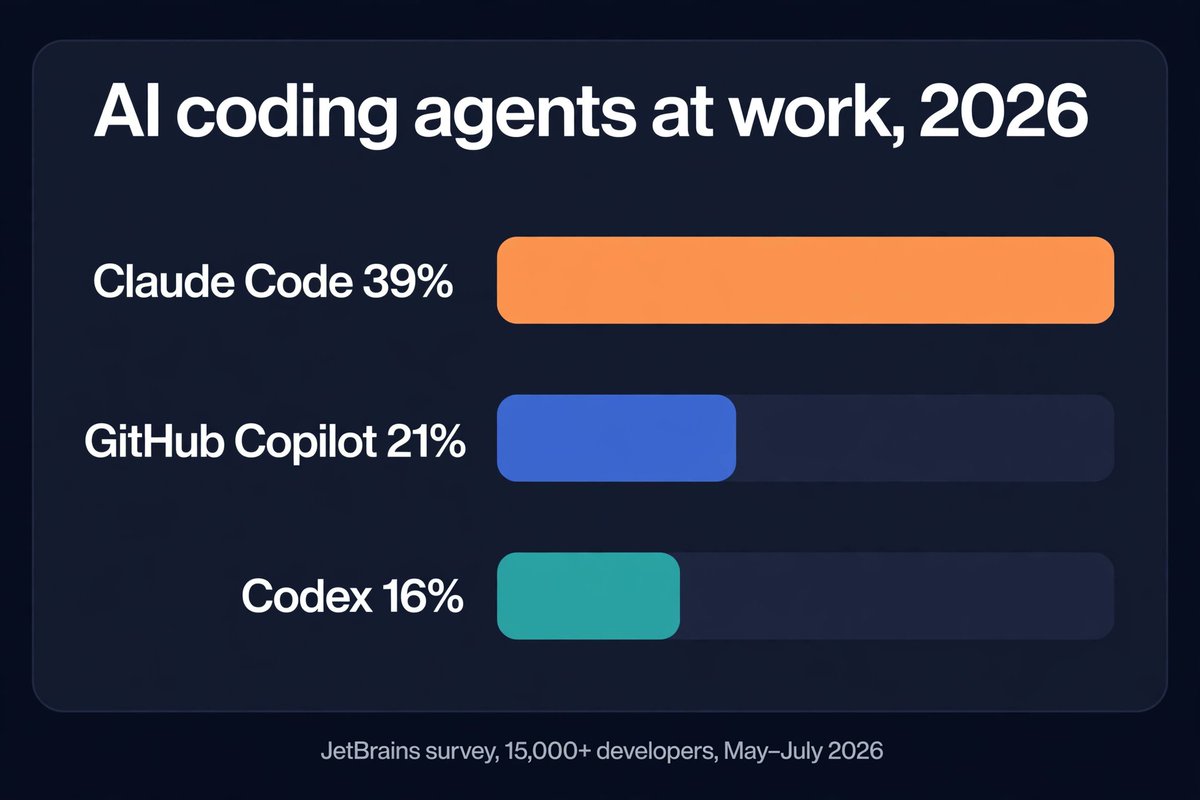 AI coding agents at work, 2026
Claude Code 39%
GitHub Copilot 21%
Codex 16%
JetBrains survey, 15,000+ developers, May–July 2026